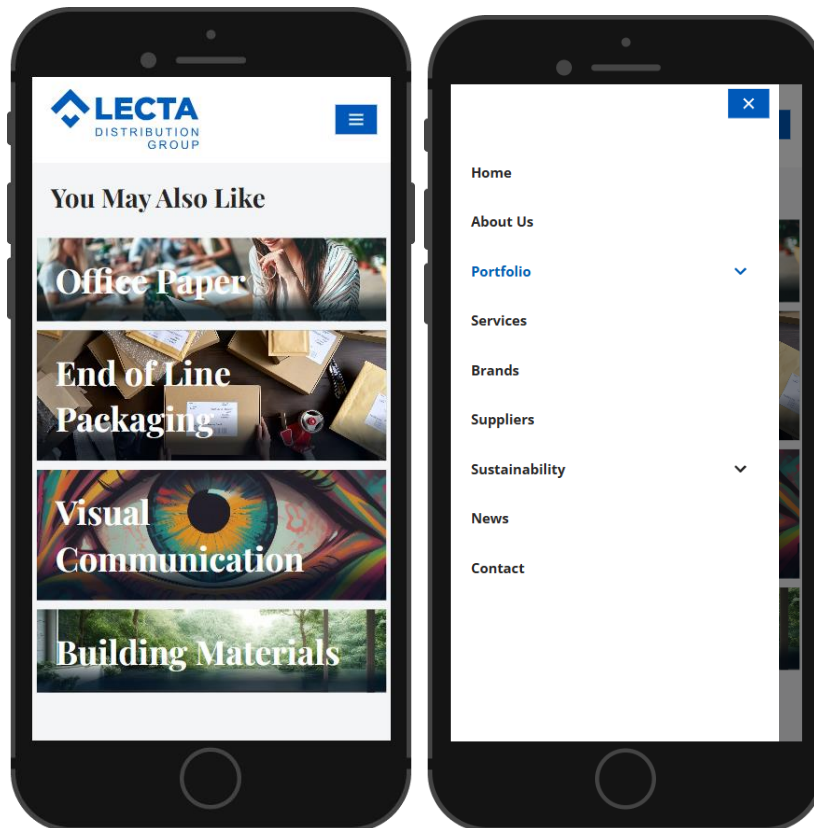 LECTA
DISTRIBUTION
GROUP
You May Also Like
Office Paper
End of Line
Packaging
Visual
Communication
Building Materials
Home
About Us
Portfolio
Services
Brands
Suppliers
Sustainability
News
Contact